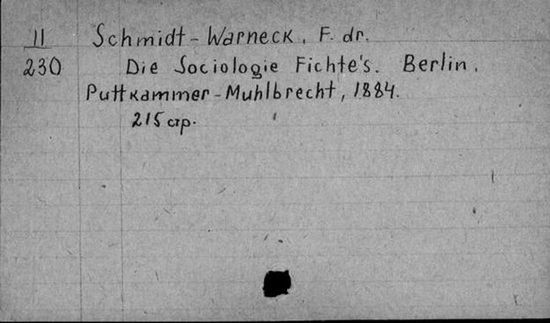 II Schmidt-Warneck, F. dr.
230 Die Sociologie Fichte's. Berlin,
Puttkammer-Muhlbrecht, 1884.
215 стр.